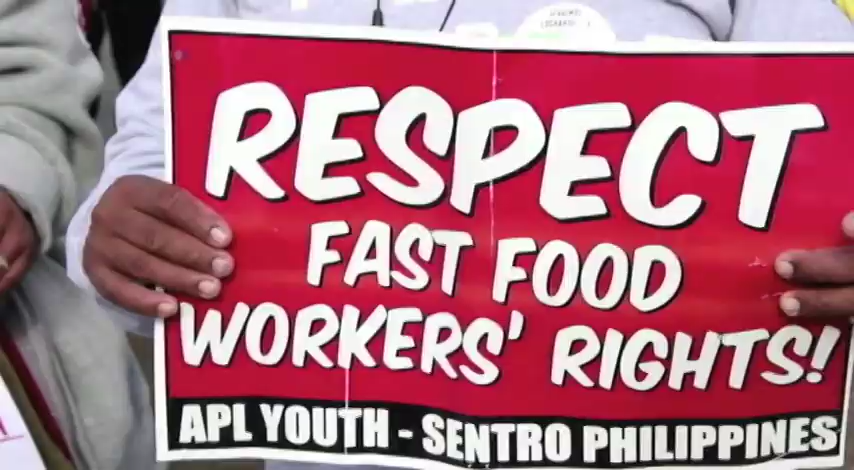 RESPECT
FAST FOOD
WORKERS' RIGHTS!
APL YOUTH - SENTRO PHILIPPINES